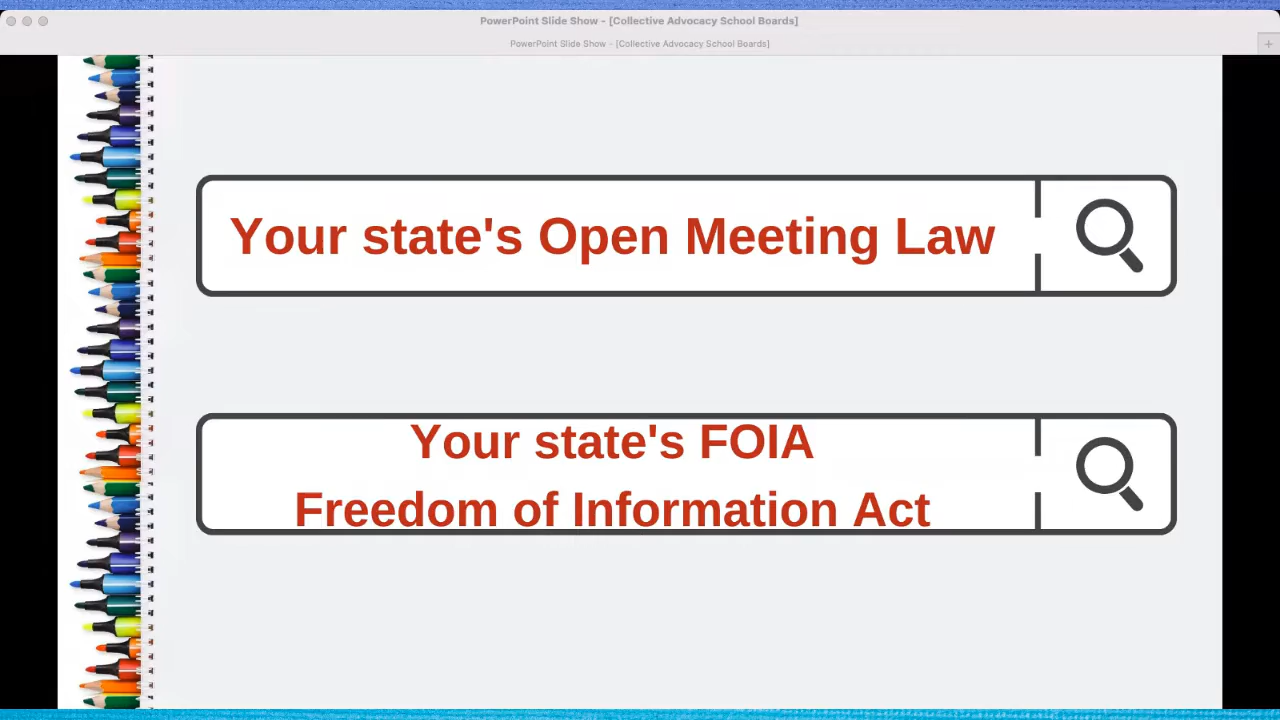 PowerPoint Slide Show - [Collective Advocacy School Boards]
PowerPoint Slide Show - [Collective Advocacy School Boards]
+
Your state's Open Meeting Law
Your state's FOIA
Freedom of Information Act